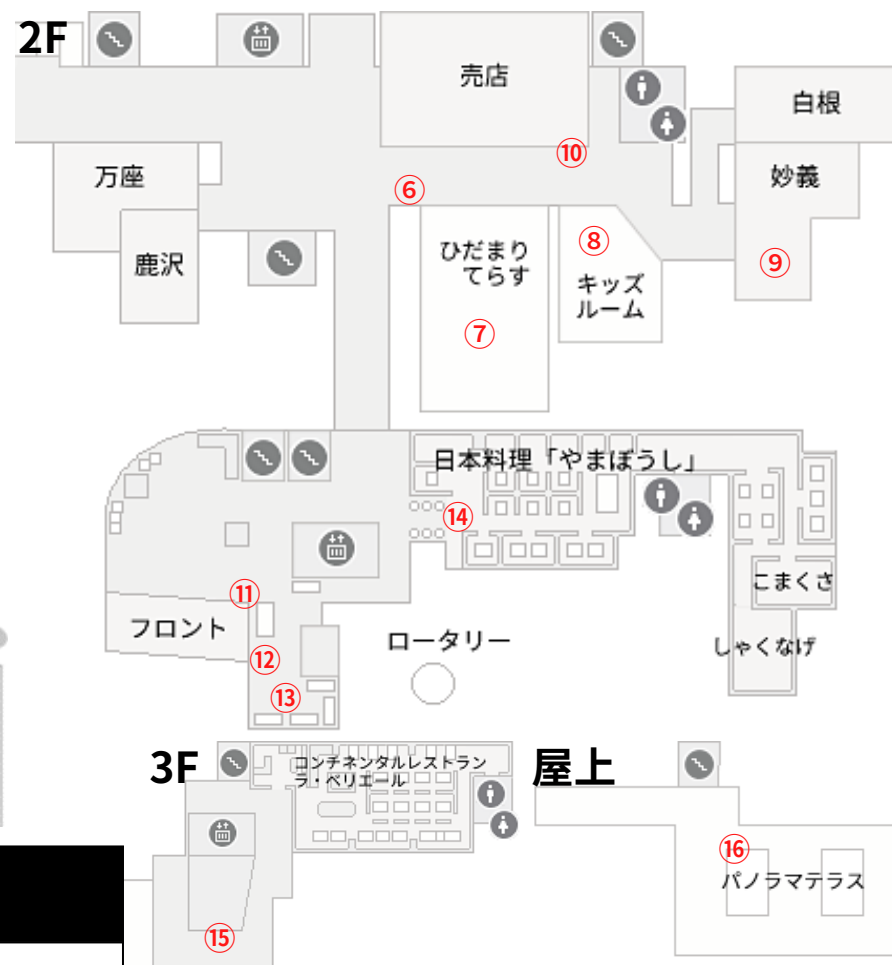 2F
売店
白根
⑩
万座
妙義
⑥
ひだまり
てらす
⑧
鹿沢
⑨
キッズ
ルーム
⑦
日本料理「やまぼうし」
⑭
こまくさ
⑪
フロント
ロータリー
しゃくなげ
⑫
⑬
3F
コンチネンタルレストラン
ラ・ベリエール
屋上
⑯
パノラマテラス
⑮